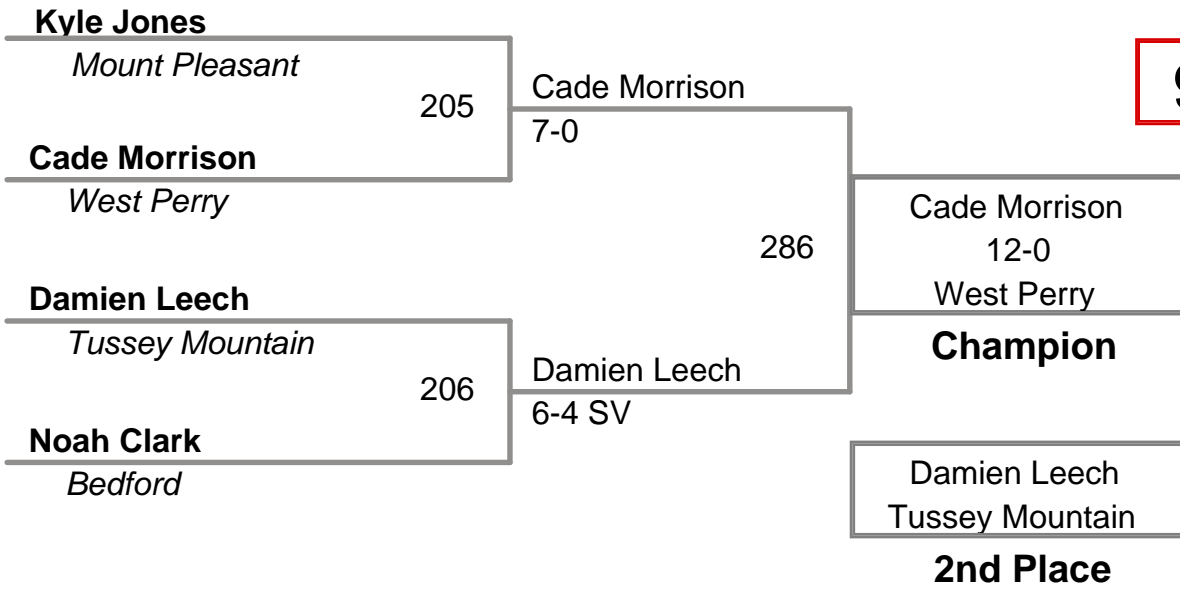 Kyle Jones
Mount Pleasant
205
Cade Morrison
7-0
Cade Morrison
West Perry
286
Cade Morrison
12-0
West Perry
Champion
Damien Leech
Tussey Mountain
206
Damien Leech
6-4 SV
Noah Clark
Bedford
Damien Leech
Tussey Mountain
2nd Place